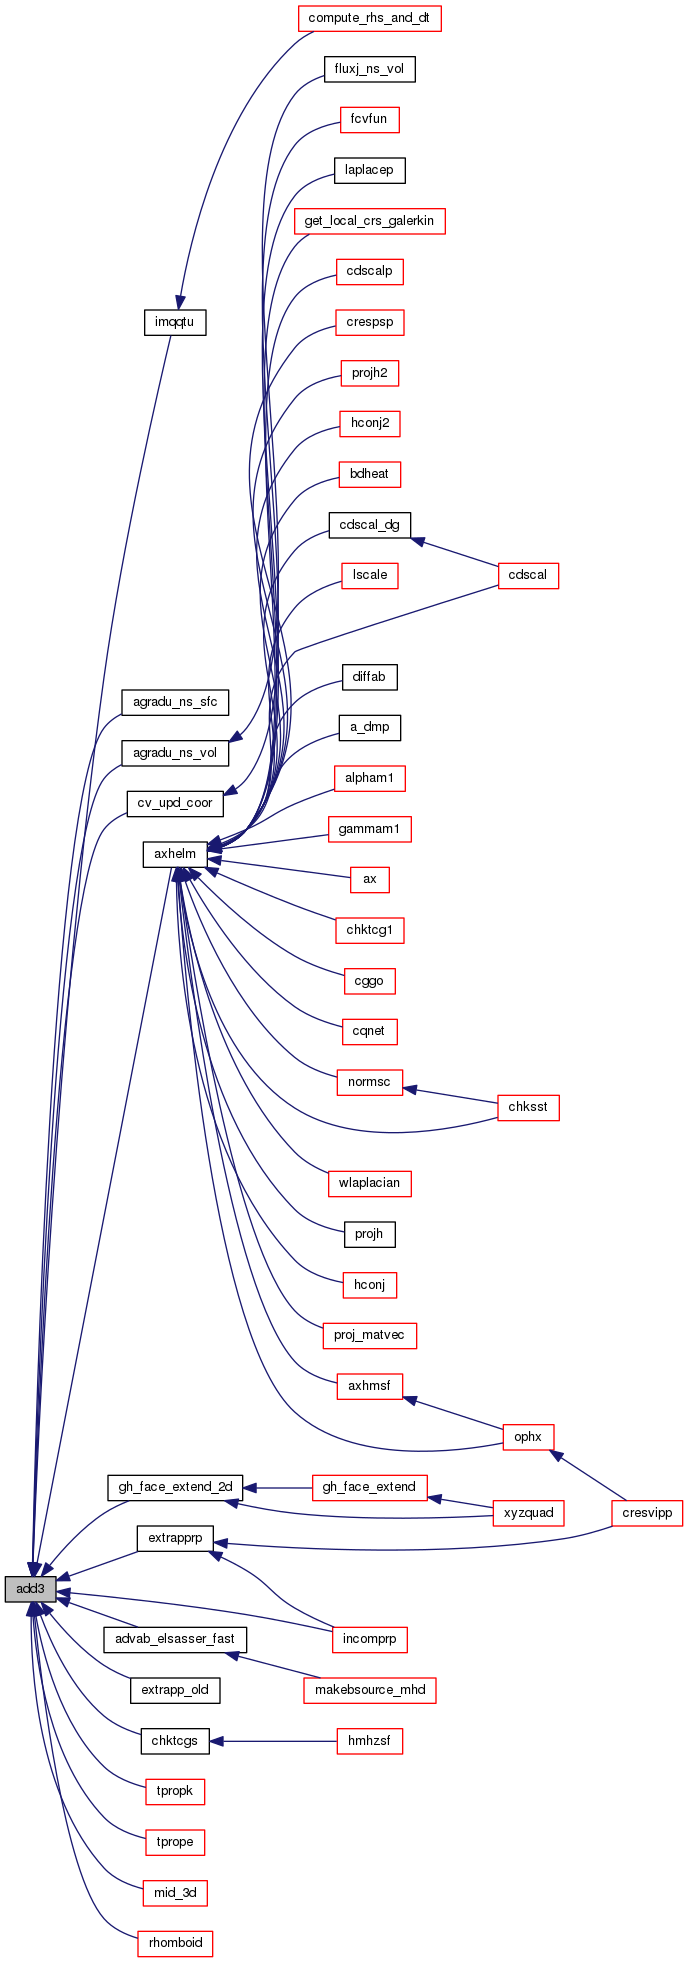 compute_rhs_and_dt
fluxj_ns_vol
fcvfun
laplacep
get_local_crs_galerkin
cdscalp
crespsp
imqqtu
projh2
hconj2
bdheat
cdscal_dg
lscale
cdscal
diffab
agradu_ns_sfc
a_dmp
agradu_ns_vol
alpham1
cv_upd_coor
gammam1
axhelm
ax
chktcg1
cggo
cqnet
normsc
chksst
wlaplacian
projh
hconj
proj_matvec
axhmsf
ophx
gh_face_extend_2d
gh_face_extend
xyzquad
cresvipp
extrapprp
add3
incomprp
advab_elsasser_fast
extrapp_old
makebsource_mhd
chktcgs
hmhzsf
tpropk
tprope
mid_3d
rhomboid